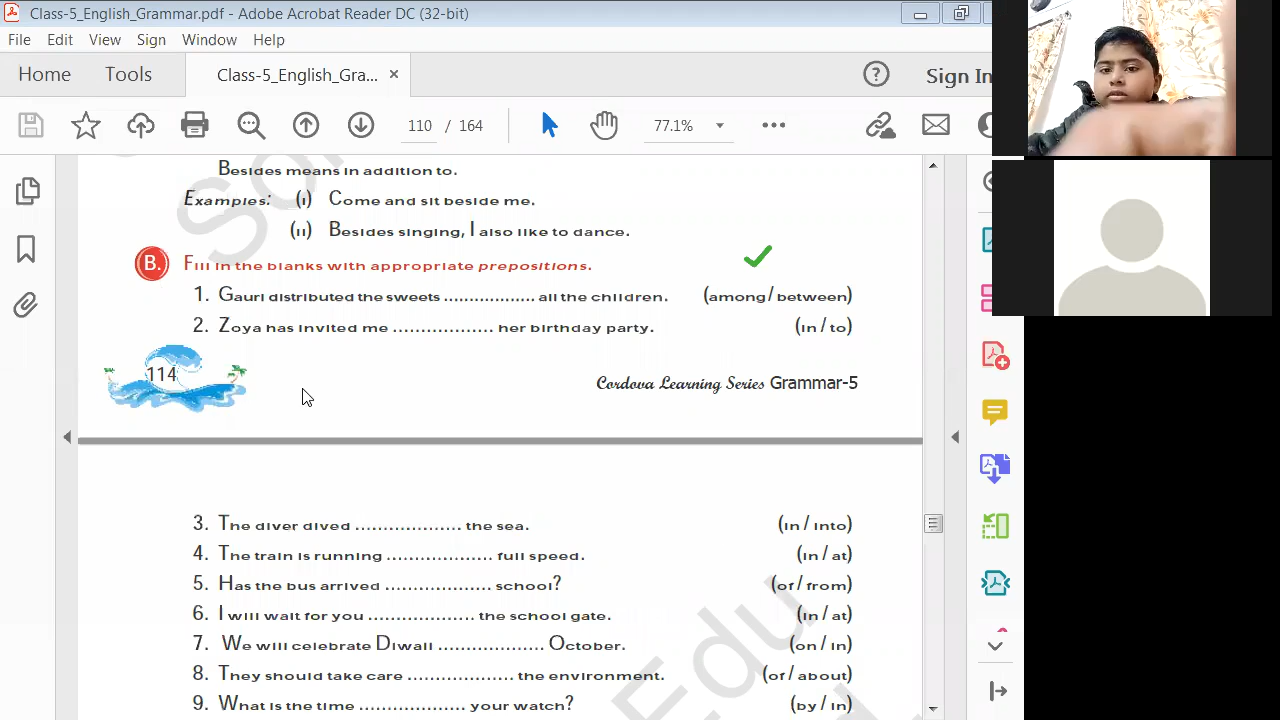 Class-5_English_Grammar.pdf - Adobe Acrobat Reader DC (32-bit)
File Edit View Sign Window Help
Home Tools Class-5_English_Gra... × ? Sign In
110 / 164 77.1%
Besides means in addition to.
Examples: (i) Come and sit beside me.
(ii) Besides singing, I also like to dance.
B. Fill in the blanks with appropriate prepositions.
1. Gauri distributed the sweets ................. all the children. (among / between)
2. Zoya has invited me .................. her birthday party. (in / to)
114
Cordova Learning Series Grammar-5
3. The diver dived ................... the sea. (in / into)
4. The train is running ................... full speed. (in / at)
5. Has the bus arrived ................... school? (of / from)
6. I will wait for you ................... the school gate. (in / at)
7. We will celebrate Diwali ................... October. (on / in)
8. They should take care ................... the environment. (of / about)
9. What is the time ................... your watch? (by / in)